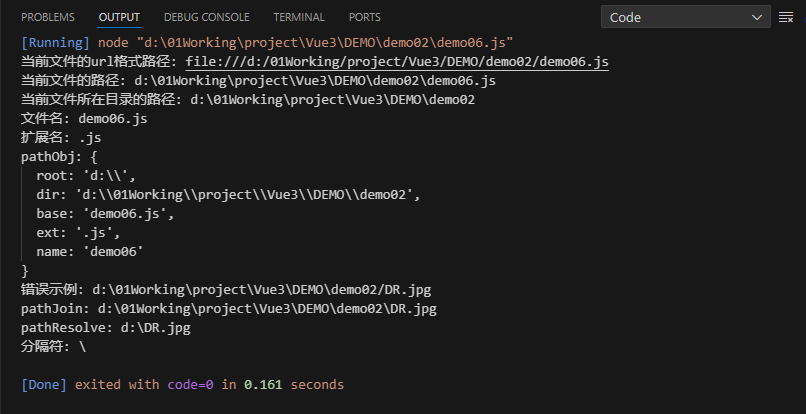 PROBLEMS OUTPUT DEBUG CONSOLE TERMINAL PORTS Code
[Running] node "d:\01Working\project\Vue3\DEMO\demo02\demo06.js"
当前文件的url格式路径: file:///d:/01Working/project/Vue3/DEMO/demo02/demo06.js
当前文件的路径: d:\01Working\project\Vue3\DEMO\demo02\demo06.js
当前文件所在目录的路径: d:\01Working\project\Vue3\DEMO\demo02
文件名: demo06.js
扩展名: .js
pathObj: {
  root: 'd:\\',
  dir: 'd:\\01Working\\project\\Vue3\\DEMO\\demo02',
  base: 'demo06.js',
  ext: '.js',
  name: 'demo06'
}
错误示例: d:\01Working\project\Vue3\DEMO\demo02/DR.jpg
pathJoin: d:\01Working\project\Vue3\DEMO\demo02\DR.jpg
pathResolve: d:\DR.jpg
分隔符: \
[Done] exited with code=0 in 0.161 seconds